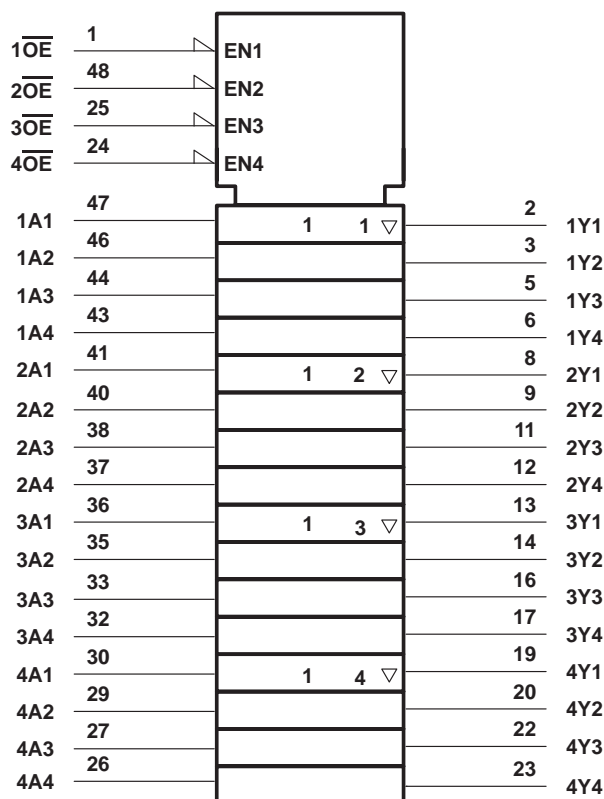 1O̅E̅ 1 EN1
2O̅E̅ 48 EN2
3O̅E̅ 25 EN3
4O̅E̅ 24 EN4
1A1 47 1 1 ▽ 2 1Y1
1A2 46 3 1Y2
1A3 44 5 1Y3
1A4 43 6 1Y4
2A1 41 1 2 ▽ 8 2Y1
2A2 40 9 2Y2
2A3 38 11 2Y3
2A4 37 12 2Y4
3A1 36 1 3 ▽ 13 3Y1
3A2 35 14 3Y2
3A3 33 16 3Y3
3A4 32 17 3Y4
4A1 30 1 4 ▽ 19 4Y1
4A2 29 20 4Y2
4A3 27 22 4Y3
4A4 26 23 4Y4